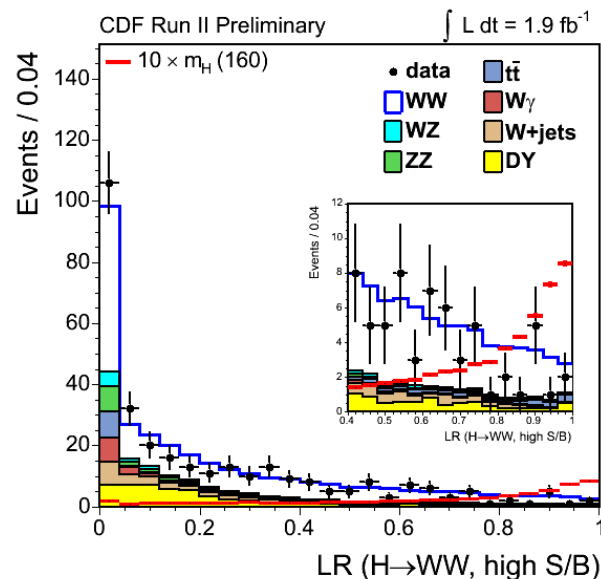 CDF Run II Preliminary ∫ L dt = 1.9 fb⁻¹
10 × m_H (160)
data
WW
WZ
ZZ
tt̄
Wγ
W+jets
DY
Events / 0.04
140
120
100
80
60
40
20
0
0 0.2 0.4 0.6 0.8 1
LR (H→WW, high S/B)
Events / 0.04
12
10
8
6
4
2
0
0.4 0.5 0.6 0.7 0.8 0.9 1
LR (H→WW, high S/B)